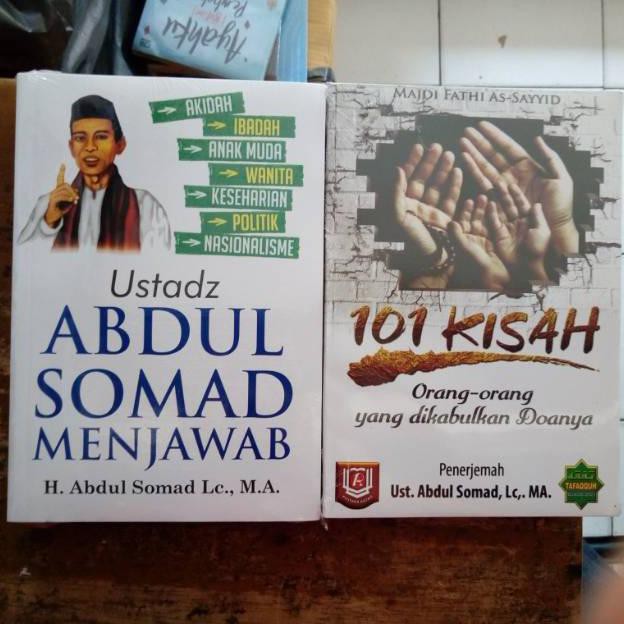 Ayahku
AKIDAH
IBADAH
ANAK MUDA
WANITA
KESEHARIAN
POLITIK
NASIONALISME
Ustadz
ABDUL
SOMAD
MENJAWAB
H. Abdul Somad Lc., M.A.
MAJDI FATHI AS-SAYYID
101 KISAH
Orang-orang
yang dikabulkan Doanya
Penerjemah
Ust. Abdul Somad, Lc,. MA.
TAFAQQUH